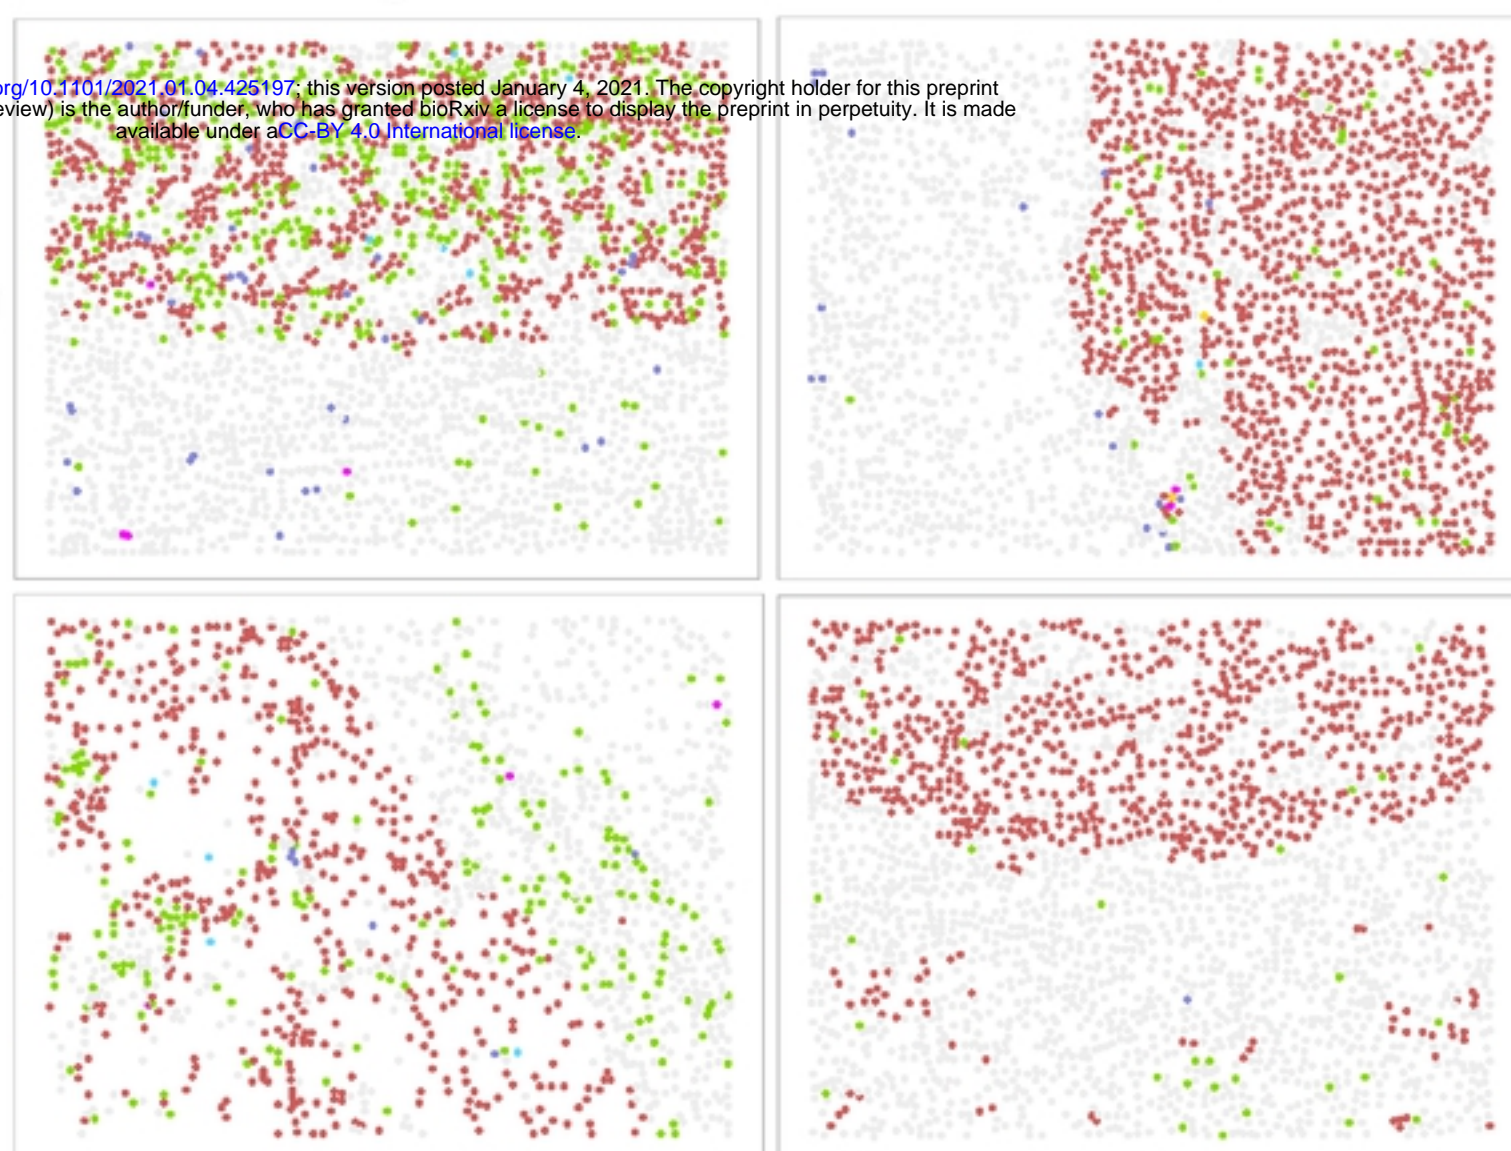 org/10.1101/2021.01.04.425197; this version posted January 4, 2021. The copyright holder for this preprint
eview) is the author/funder, who has granted bioRxiv a license to display the preprint in perpetuity. It is made
available under aCC-BY 4.0 International license.